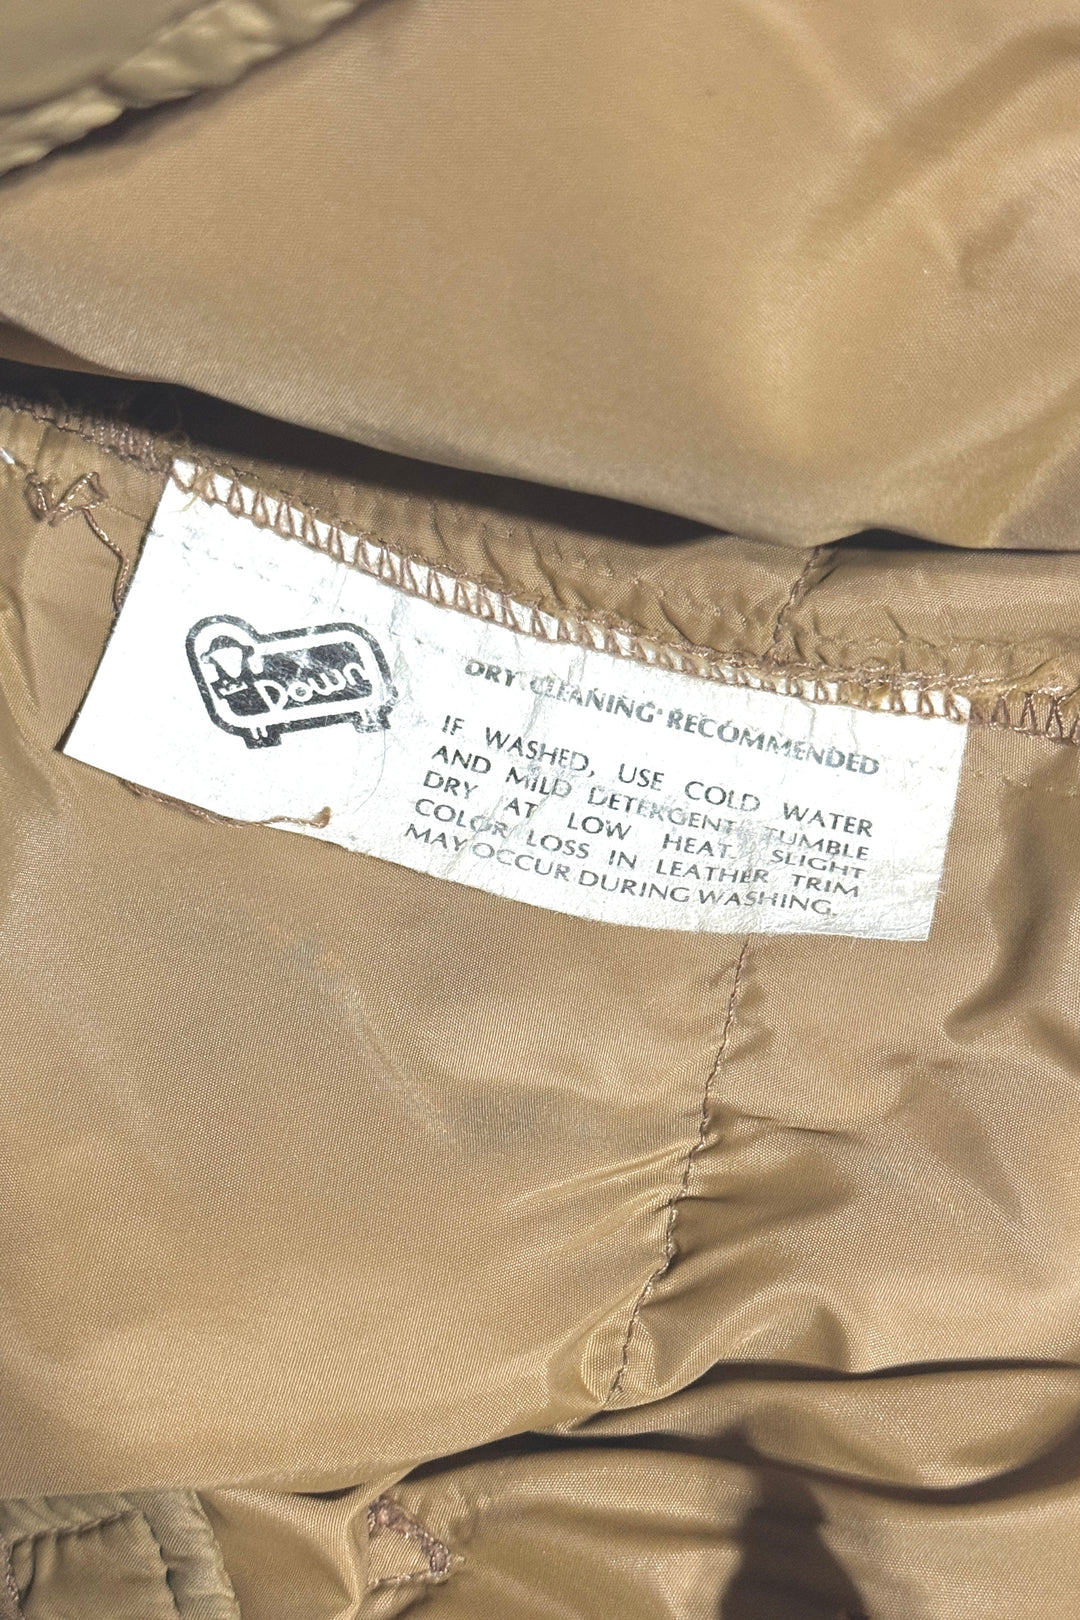 Down
DRY CLEANING RECOMMENDED
IF WASHED, USE COLD WATER
AND MILD DETERGENT. TUMBLE
DRY AT LOW HEAT. SLIGHT
COLOR LOSS IN LEATHER TRIM
MAY OCCUR DURING WASHING.